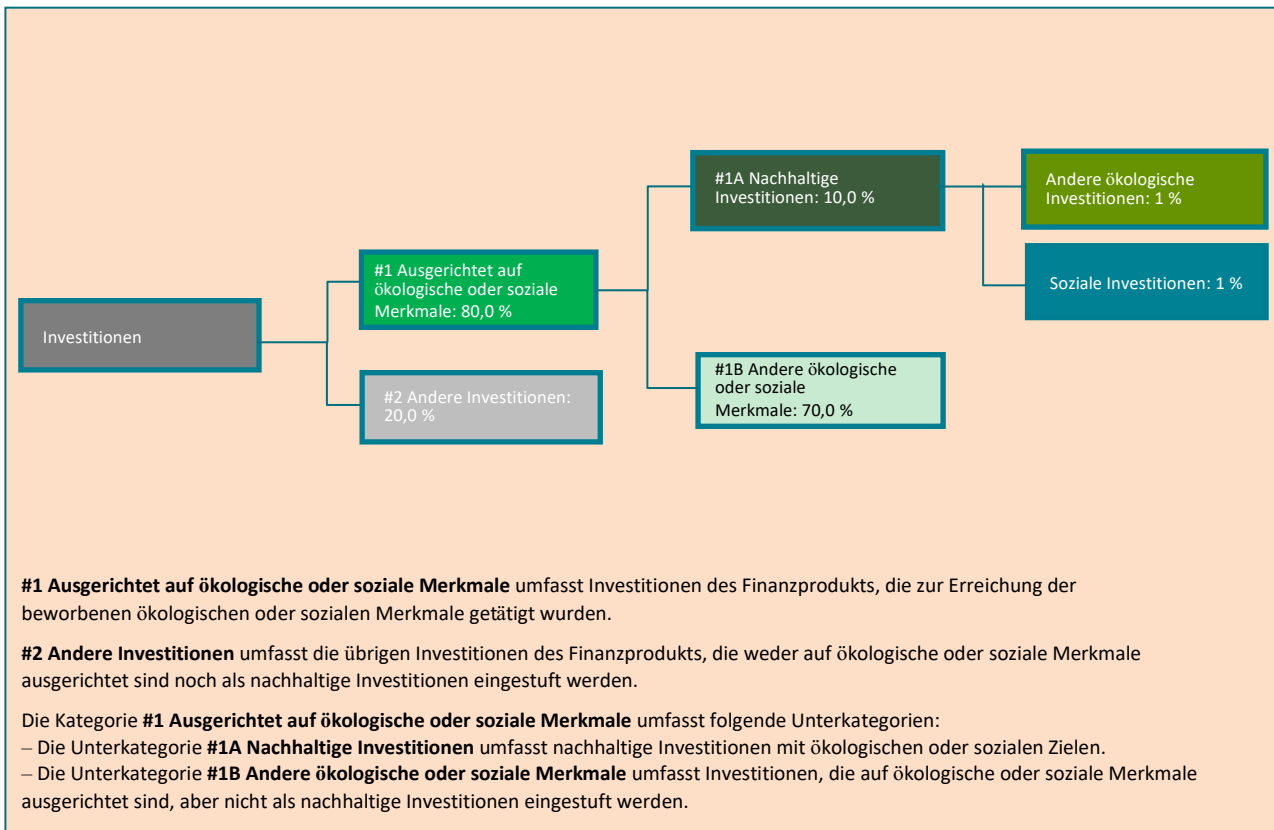 #1A Nachhaltige
Investitionen: 10,0 %
Andere ökologische
Investitionen: 1 %
#1 Ausgerichtet auf
ökologische oder soziale
Merkmale: 80,0 %
Soziale Investitionen: 1 %
Investitionen
#2 Andere Investitionen:
20,0 %
#1B Andere ökologische
oder soziale
Merkmale: 70,0 %
#1 Ausgerichtet auf ökologische oder soziale Merkmale umfasst Investitionen des Finanzprodukts, die zur Erreichung der
beworbenen ökologischen oder sozialen Merkmale getätigt wurden.
#2 Andere Investitionen umfasst die übrigen Investitionen des Finanzprodukts, die weder auf ökologische oder soziale Merkmale
ausgerichtet sind noch als nachhaltige Investitionen eingestuft werden.
Die Kategorie #1 Ausgerichtet auf ökologische oder soziale Merkmale umfasst folgende Unterkategorien:
– Die Unterkategorie #1A Nachhaltige Investitionen umfasst nachhaltige Investitionen mit ökologischen oder sozialen Zielen.
– Die Unterkategorie #1B Andere ökologische oder soziale Merkmale umfasst Investitionen, die auf ökologische oder soziale Merkmale
ausgerichtet sind, aber nicht als nachhaltige Investitionen eingestuft werden.